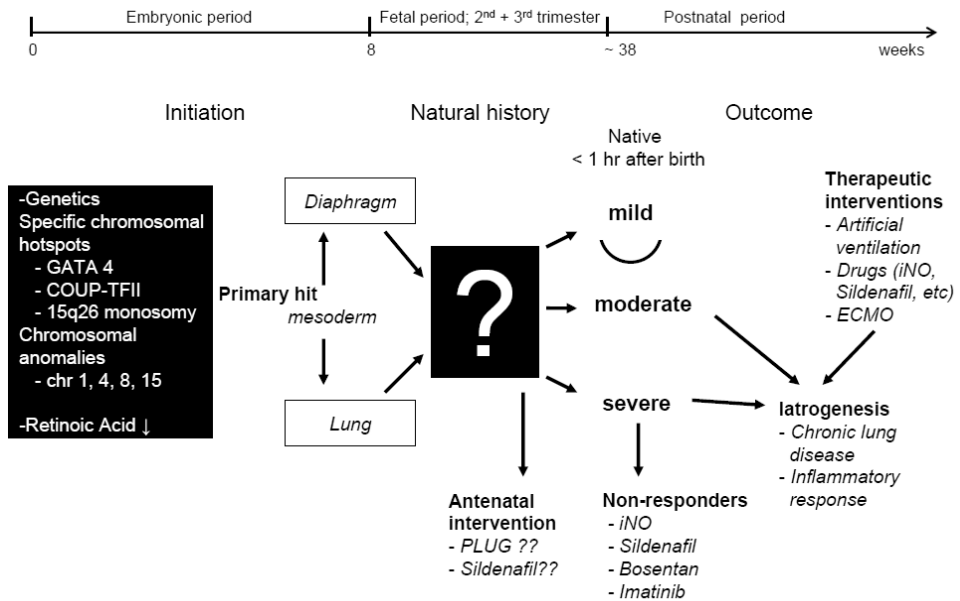 Embryonic period
Fetal period; 2nd + 3rd trimester
Postnatal period
0
8
~ 38
weeks
Initiation
Natural history
Outcome
Native
< 1 hr after birth
-Genetics
Specific chromosomal
hotspots
- GATA 4
- COUP-TFII
- 15q26 monosomy
Chromosomal
anomalies
- chr 1, 4, 8, 15
-Retinoic Acid ↓
Primary hit
mesoderm
Diaphragm
Lung
?
mild
moderate
severe
Therapeutic
interventions
- Artificial
ventilation
- Drugs (iNO,
Sildenafil, etc)
- ECMO
Iatrogenesis
- Chronic lung
disease
- Inflammatory
response
Antenatal
intervention
- PLUG ??
- Sildenafil??
Non-responders
- iNO
- Sildenafil
- Bosentan
- Imatinib